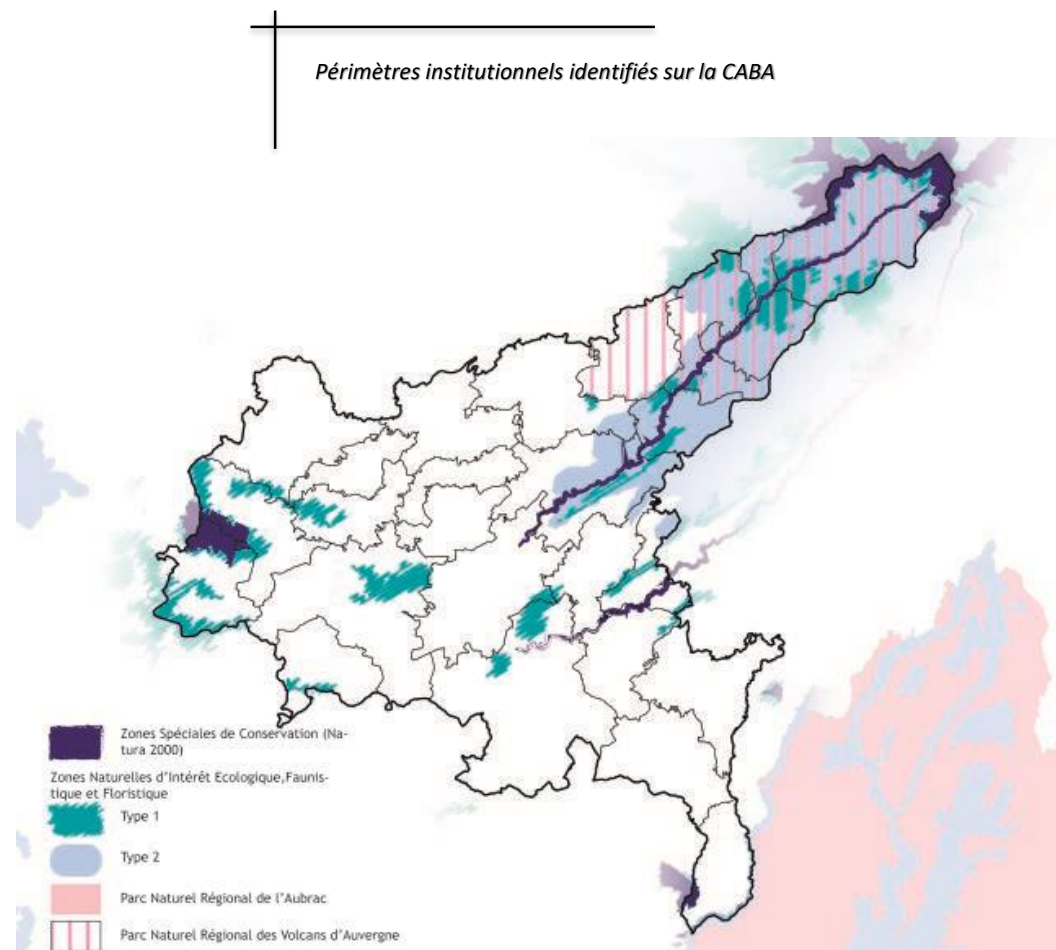 Périmètres institutionnels identifiés sur la CABA
Zones Spéciales de Conservation (Na-
tura 2000)
Zones Naturelles d'Intérêt Ecologique,Faunis-
tique et Floristique
Type 1
Type 2
Parc Naturel Régional de l'Aubrac
Parc Naturel Régional des Volcans d'Auvergne